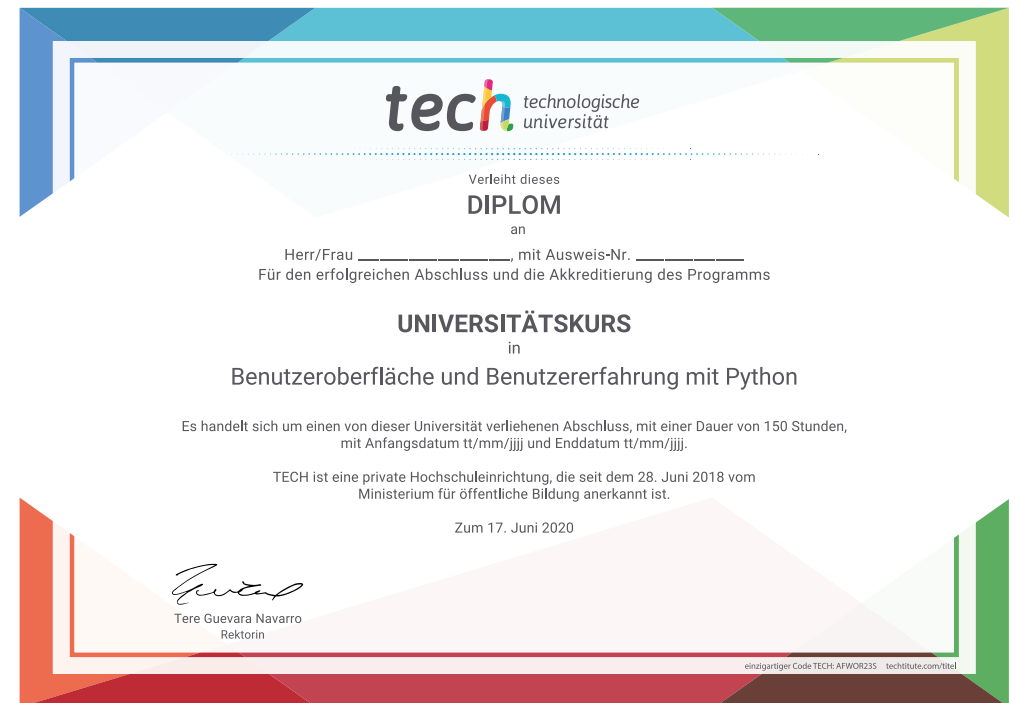 tech technologische
universität
Verleiht dieses
DIPLOM
an
Herr/Frau ____________________, mit Ausweis-Nr. ______________
Für den erfolgreichen Abschluss und die Akkreditierung des Programms
UNIVERSITÄTSKURS
in
Benutzeroberfläche und Benutzererfahrung mit Python
Es handelt sich um einen von dieser Universität verliehenen Abschluss, mit einer Dauer von 150 Stunden,
mit Anfangsdatum tt/mm/jjjj und Enddatum tt/mm/jjjj.
TECH ist eine private Hochschuleinrichtung, die seit dem 28. Juni 2018 vom
Ministerium für öffentliche Bildung anerkannt ist.
Zum 17. Juni 2020
Tere Guevara Navarro
Rektorin
einzigartiger Code TECH: AFWOR23S techtitute.com/titel